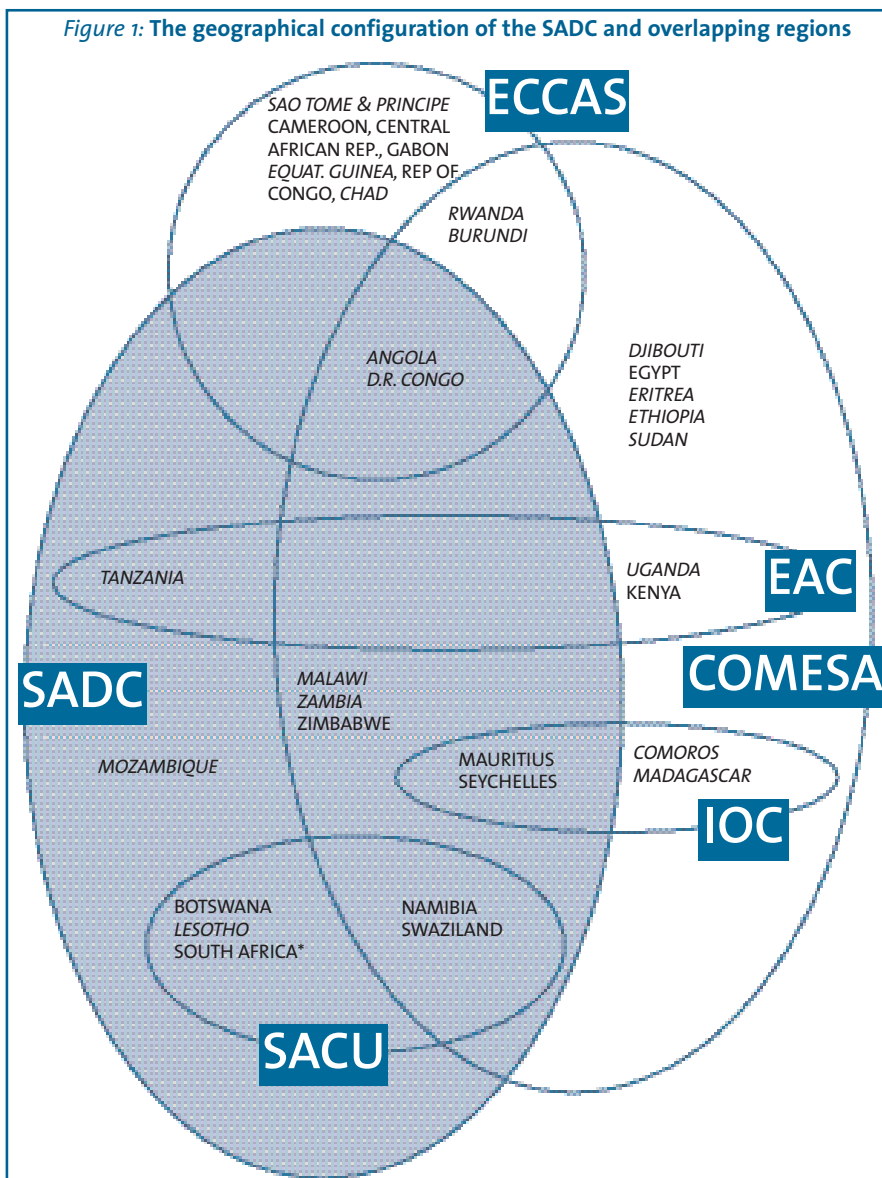 Figure 1: The geographical configuration of the SADC and overlapping regions
ECCAS
SAO TOME & PRINCIPE
CAMEROON, CENTRAL
AFRICAN REP., GABON
EQUAT. GUINEA, REP OF
CONGO, CHAD
RWANDA
BURUNDI
ANGOLA
D.R. CONGO
DJIBOUTI
EGYPT
ERITREA
ETHIOPIA
SUDAN
TANZANIA
UGANDA
KENYA
EAC
SADC
MALAWI
ZAMBIA
ZIMBABWE
COMESA
MOZAMBIQUE
MAURITIUS
SEYCHELLES
COMOROS
MADAGASCAR
IOC
BOTSWANA
LESOTHO
SOUTH AFRICA*
NAMIBIA
SWAZILAND
SACU